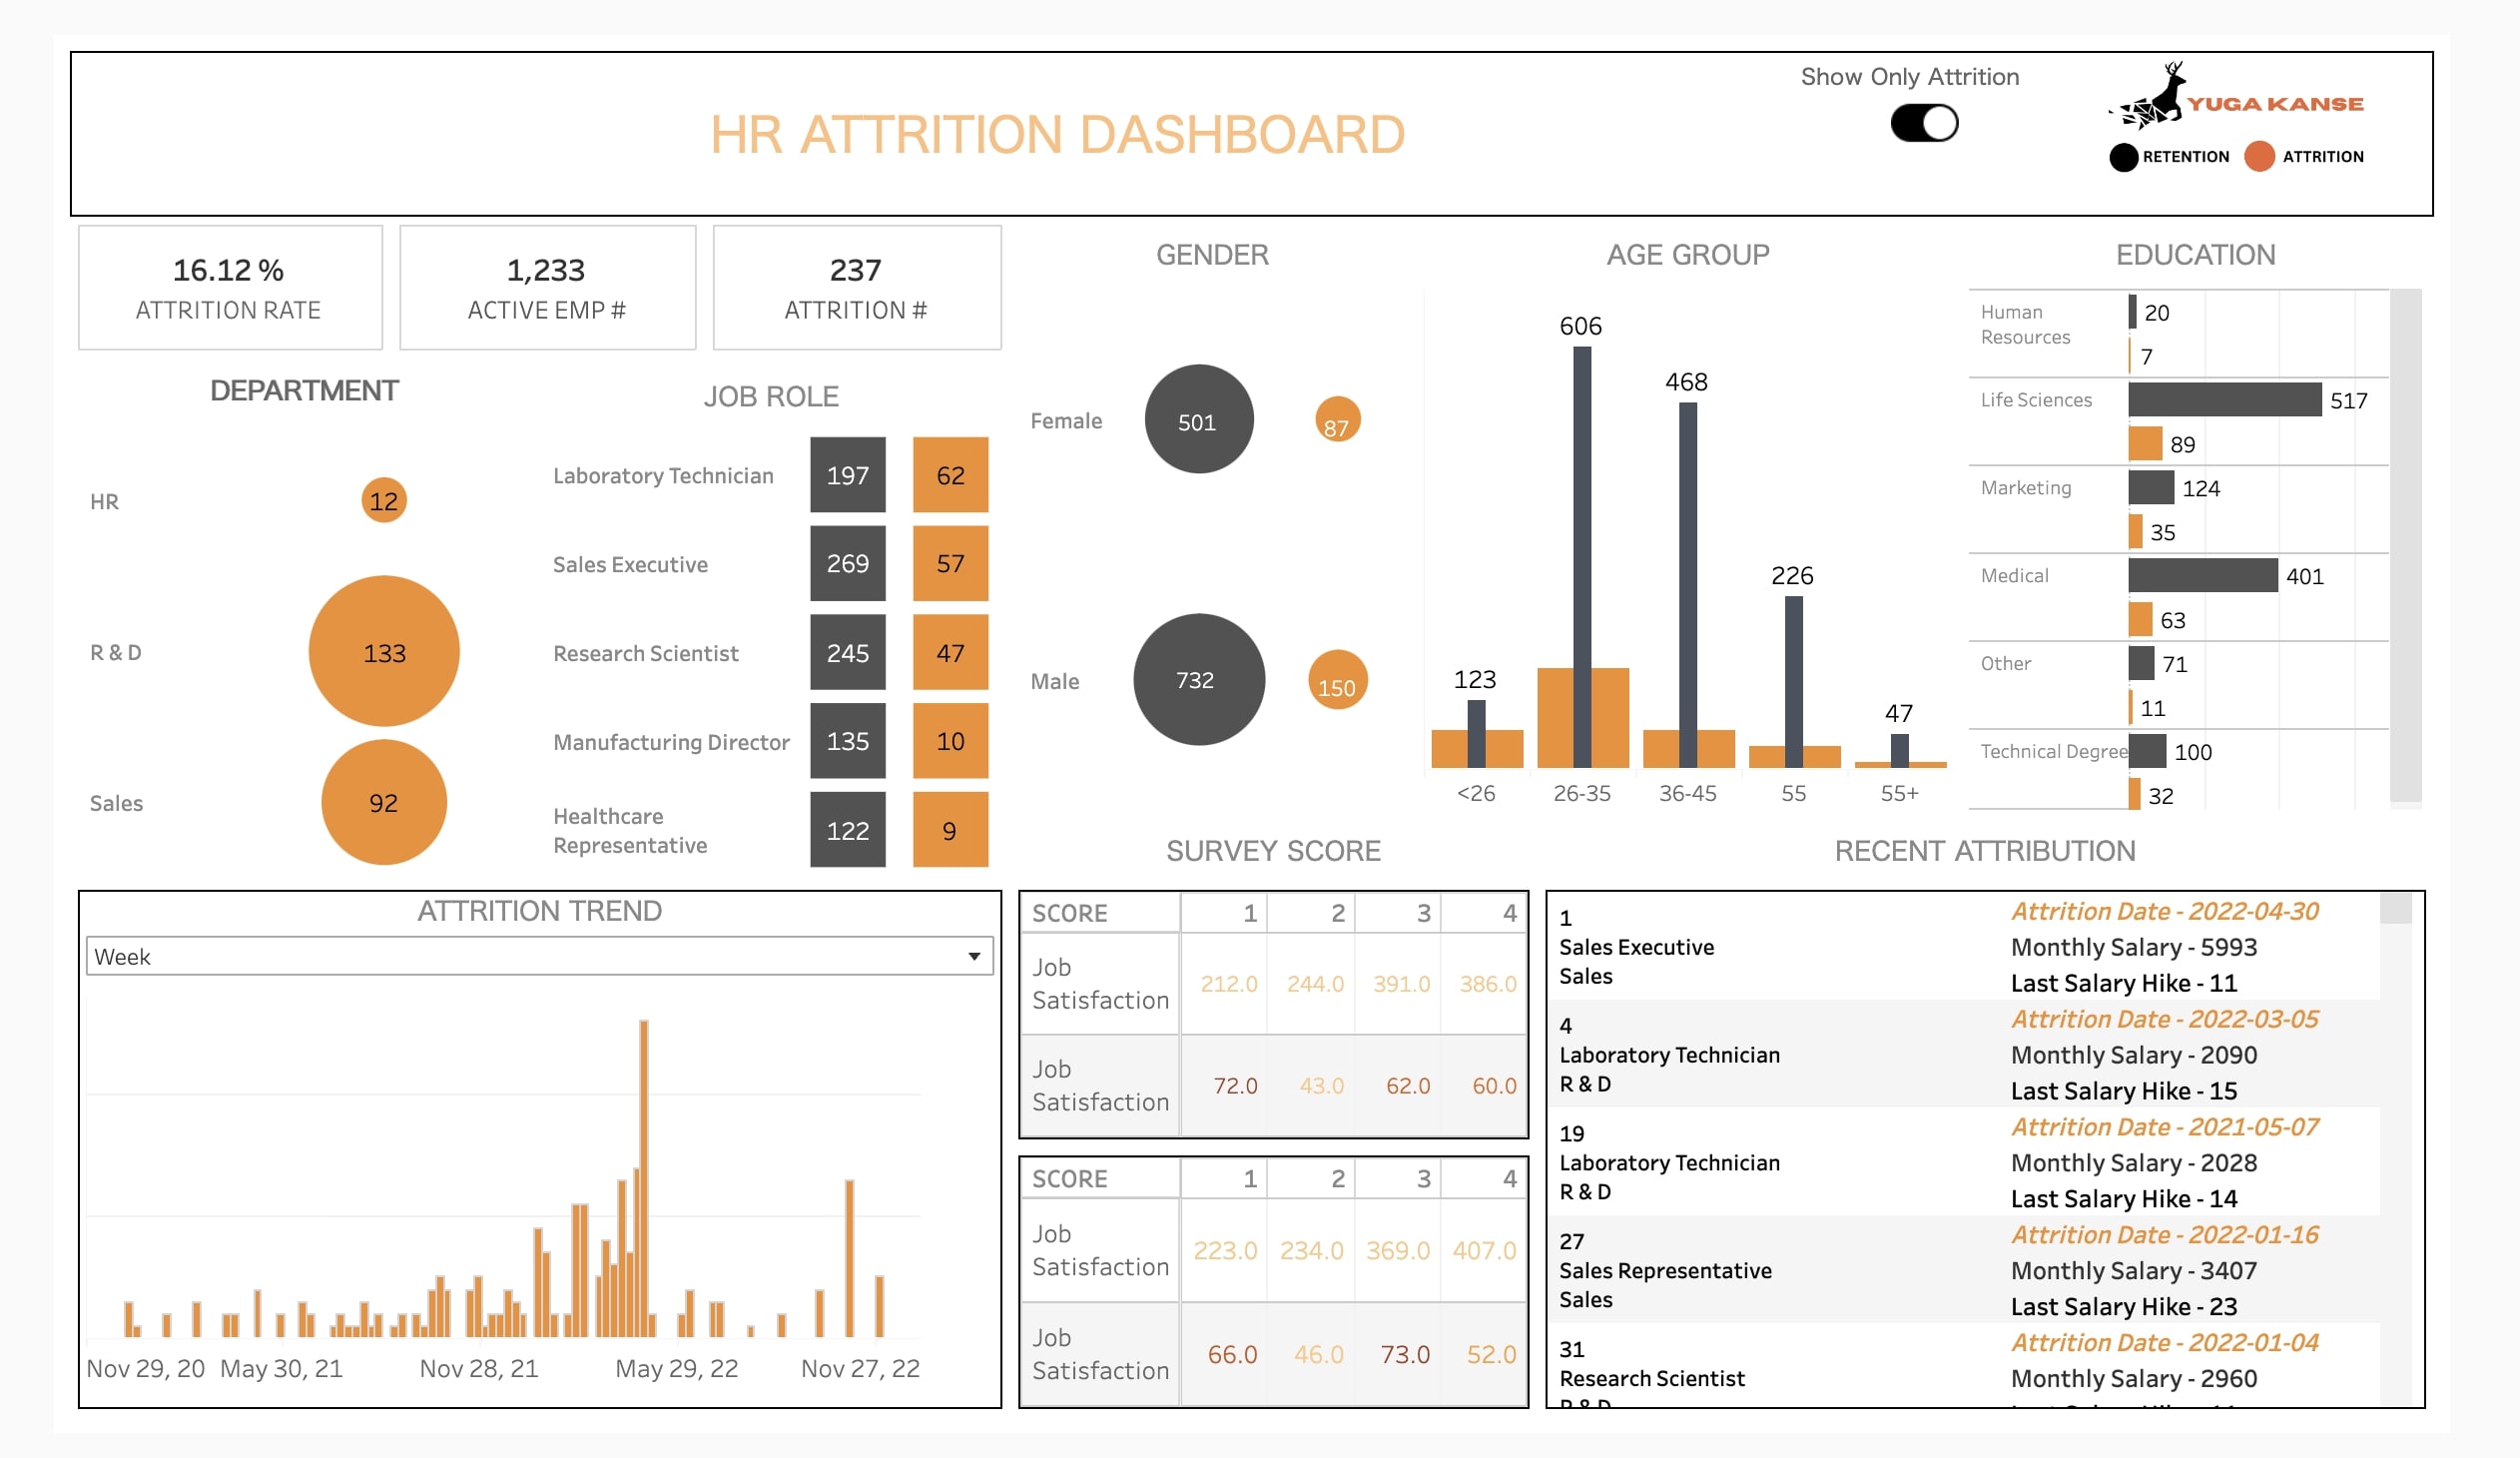 HR ATTRITION DASHBOARD
Show Only Attrition
YUGA KANSE
RETENTION ATTRITION
16.12 %
ATTRITION RATE
1,233
ACTIVE EMP #
237
ATTRITION #
DEPARTMENT
HR 12
R & D 133
Sales 92
JOB ROLE
Laboratory Technician 197 62
Sales Executive 269 57
Research Scientist 245 47
Manufacturing Director 135 10
Healthcare
Representative 122 9
GENDER
Female 501 87
Male 732 150
AGE GROUP
606
468
226
123
47
<26 26-35 36-45 55 55+
EDUCATION
Human
Resources
20
7
Life Sciences 517
89
Marketing 124
35
Medical 401
63
Other 71
11
Technical Degree 100
32
ATTRITION TREND
Week
Nov 29, 20 May 30, 21 Nov 28, 21 May 29, 22 Nov 27, 22
SURVEY SCORE
SCORE 1 2 3 4
Job
Satisfaction
212.0 244.0 391.0 386.0
Job
Satisfaction
72.0 43.0 62.0 60.0
SCORE 1 2 3 4
Job
Satisfaction
223.0 234.0 369.0 407.0
Job
Satisfaction
66.0 46.0 73.0 52.0
RECENT ATTRIBUTION
1
Sales Executive
Sales
Attrition Date - 2022-04-30
Monthly Salary - 5993
Last Salary Hike - 11
4
Laboratory Technician
R & D
Attrition Date - 2022-03-05
Monthly Salary - 2090
Last Salary Hike - 15
19
Laboratory Technician
R & D
Attrition Date - 2021-05-07
Monthly Salary - 2028
Last Salary Hike - 14
27
Sales Representative
Sales
Attrition Date - 2022-01-16
Monthly Salary - 3407
Last Salary Hike - 23
31
Research Scientist
R & D
Attrition Date - 2022-01-04
Monthly Salary - 2960